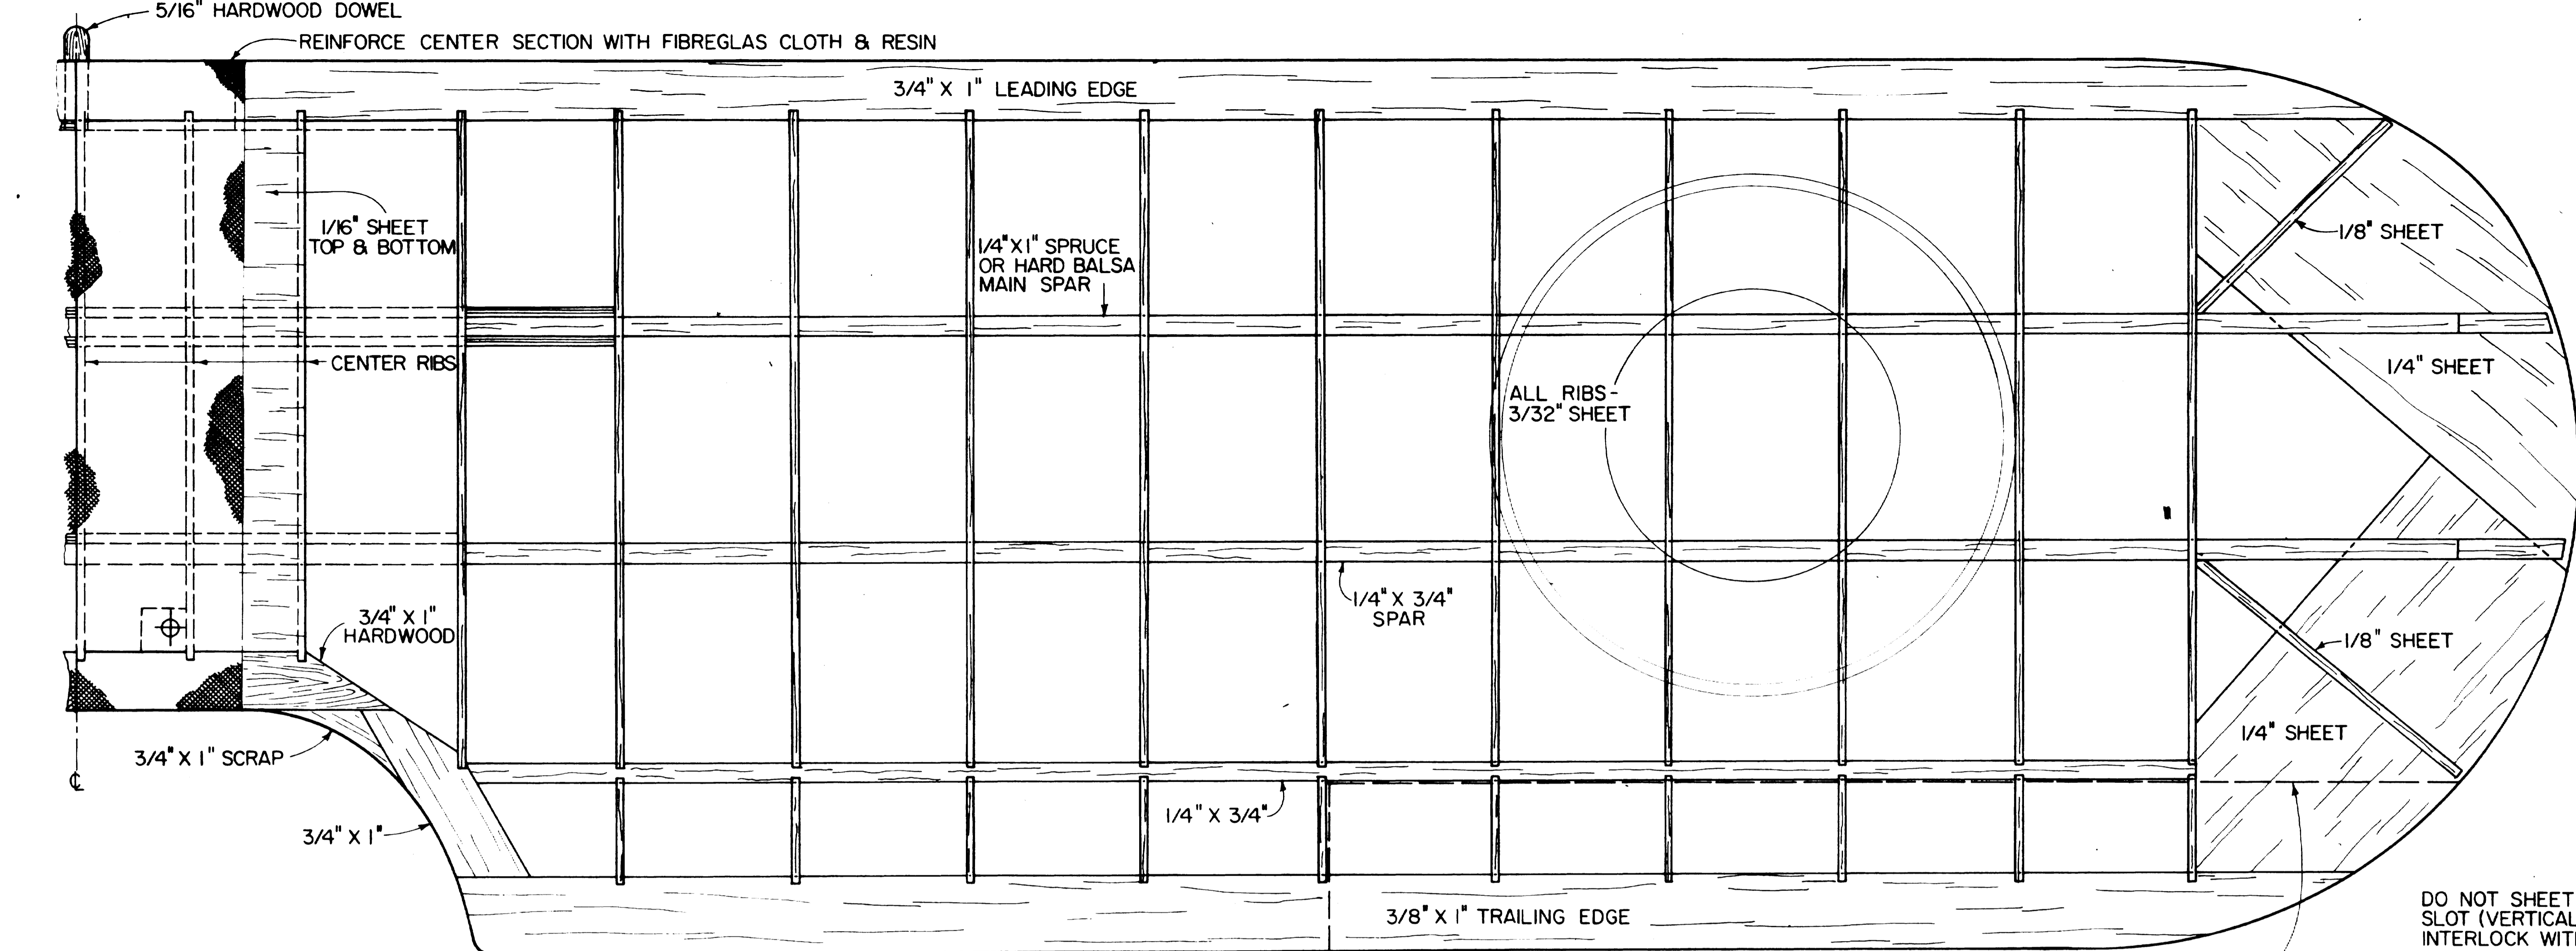 5/16" HARDWOOD DOWEL
REINFORCE CENTER SECTION WITH FIBREGLAS CLOTH & RESIN
3/4" X 1" LEADING EDGE
1/16" SHEET
TOP & BOTTOM
1/4" X 1" SPRUCE
OR HARD BALSA
MAIN SPAR
1/8" SHEET
CENTER RIBS
1/4" SHEET
ALL RIBS -
3/32" SHEET
3/4" X 1"
HARDWOOD
1/4" X 3/4"
SPAR
1/8" SHEET
3/4" X 1" SCRAP
1/4" SHEET
℄
3/4" X 1"
1/4" X 3/4"
3/8" X 1" TRAILING EDGE
DO NOT SHEET
SLOT (VERTICAL
INTERLOCK WIT